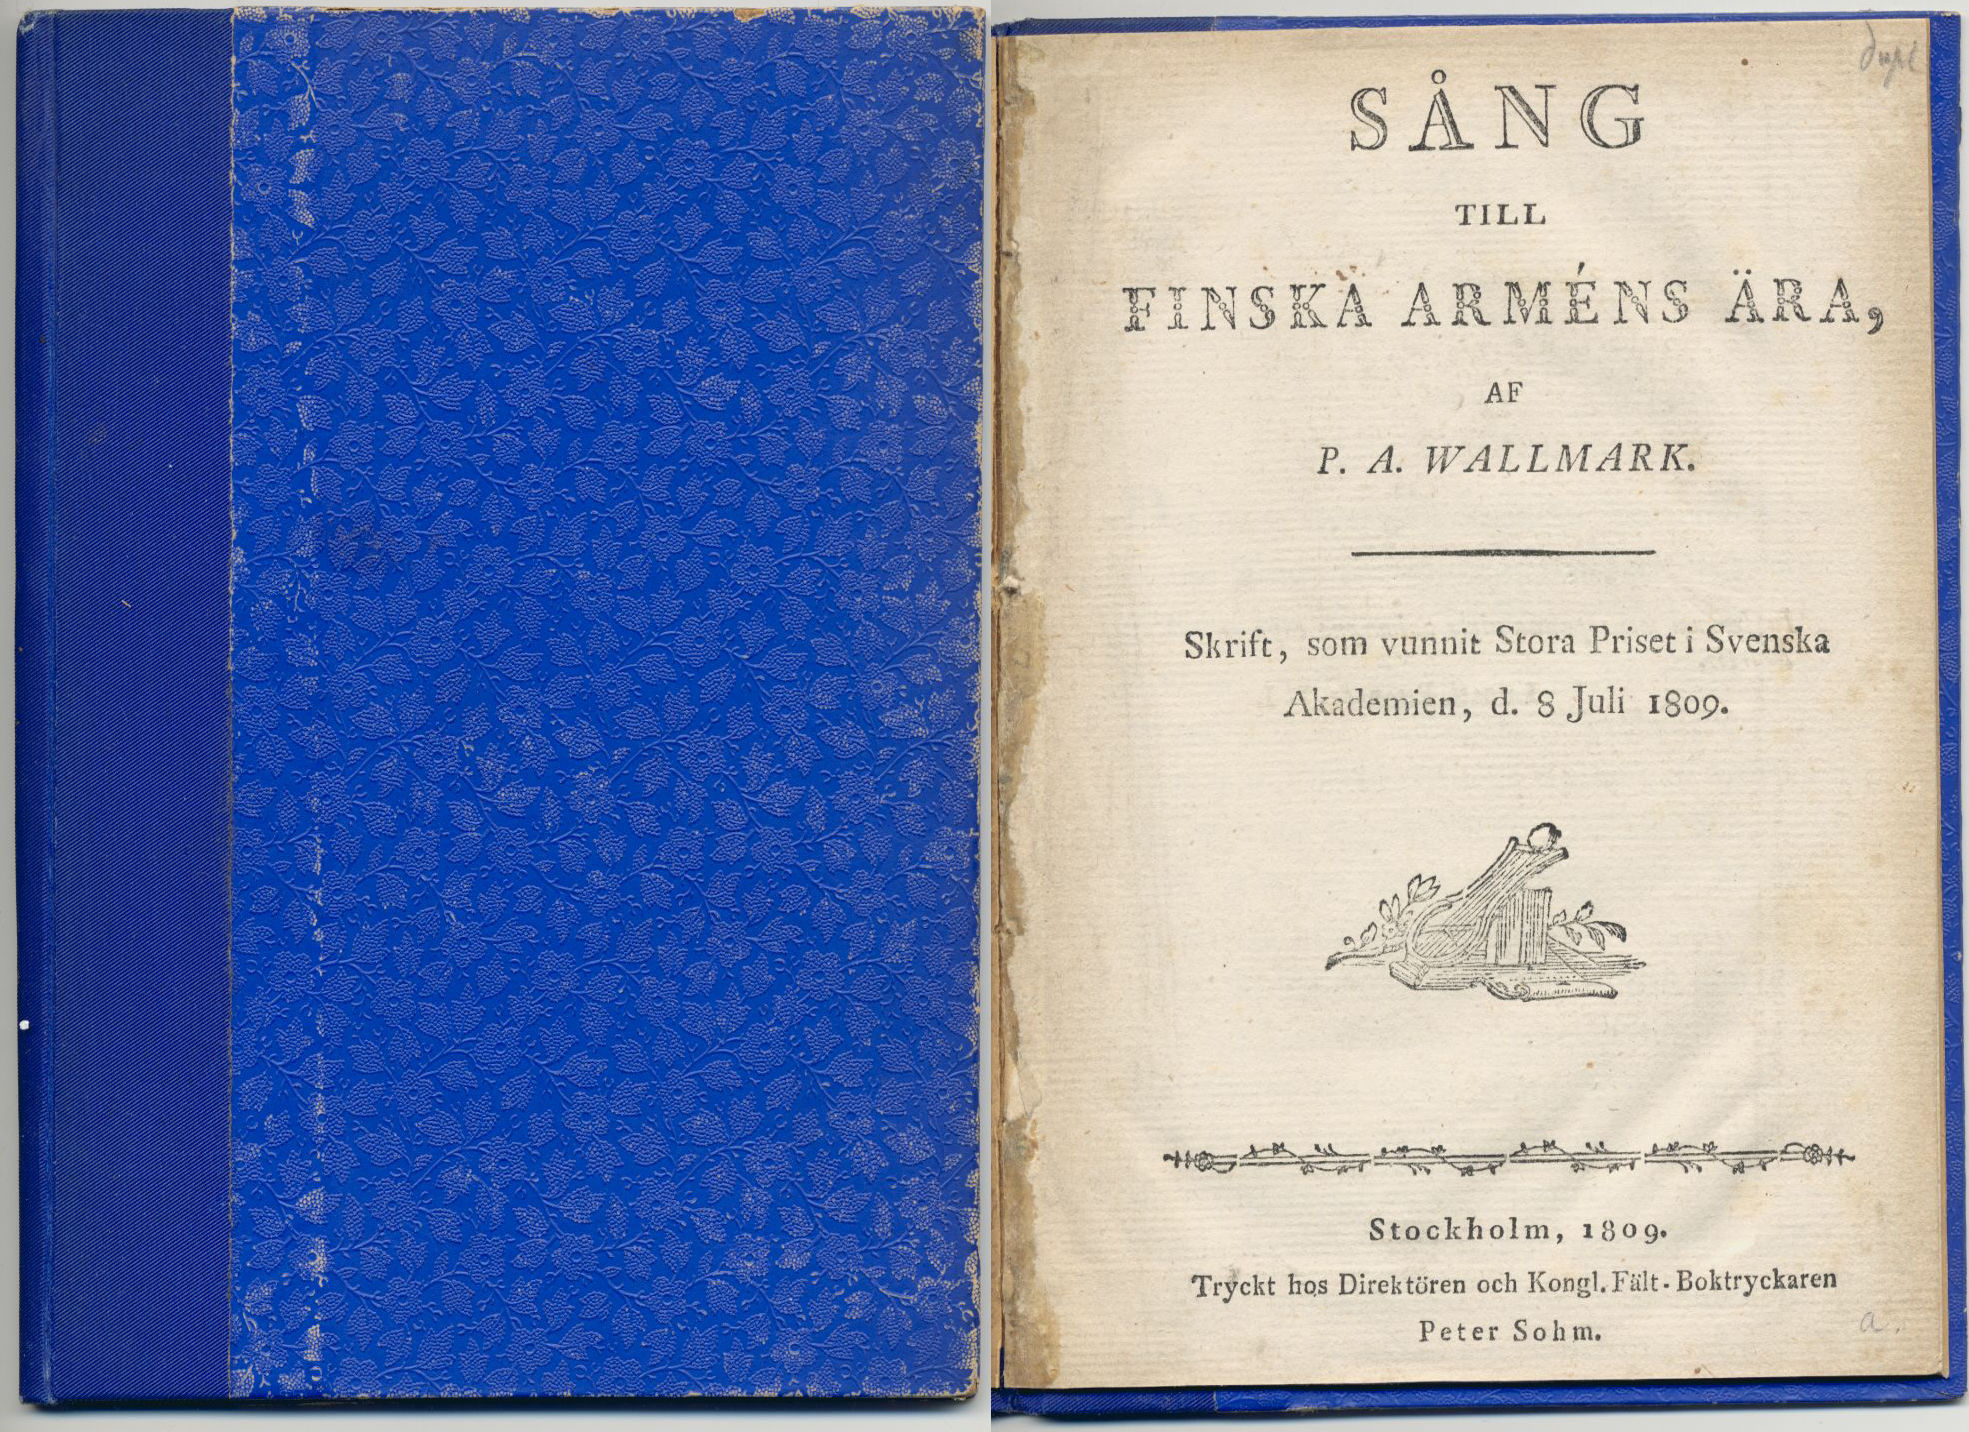 dupl
SÅNG
TILL
FINSKA ARMÉNS ÄRA,
AF
P. A. WALLMARK.
Skrift, som vunnit Stora Priset i Svenska
Akademien, d. 8 Juli 1809.
Stockholm, 1809.
Tryckt hos Direktören och Kongl. Fält-Boktryckaren
Peter Sohm.
a.